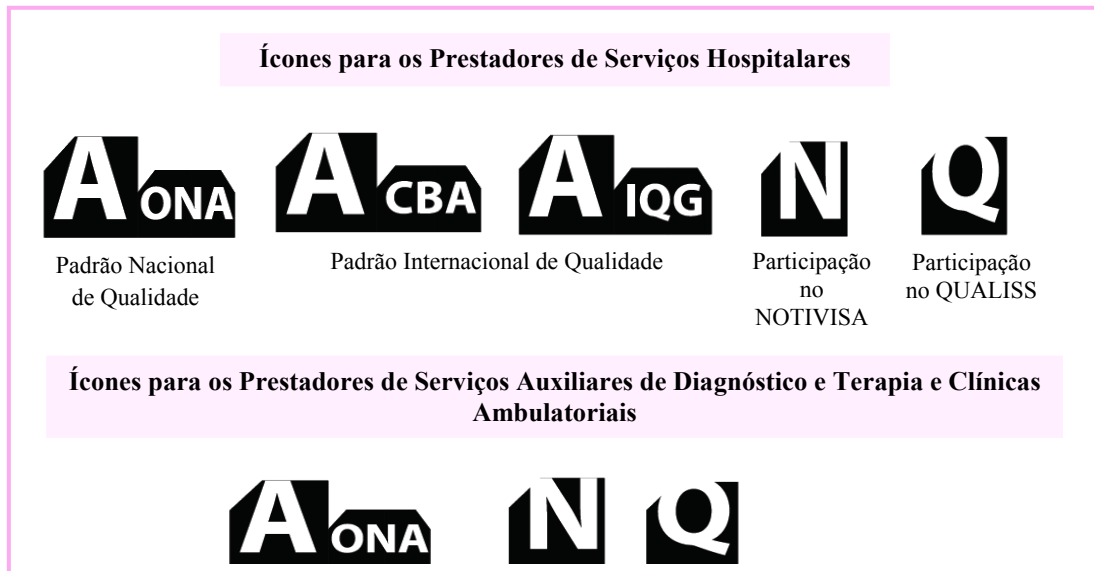 Ícones para os Prestadores de Serviços Hospitalares
A ONA A CBA A IQG N Q
Padrão Nacional
de Qualidade
Padrão Internacional de Qualidade
Participação
no
NOTIVISA
Participação
no QUALISS
Ícones para os Prestadores de Serviços Auxiliares de Diagnóstico e Terapia e Clínicas
Ambulatoriais
A ONA N Q